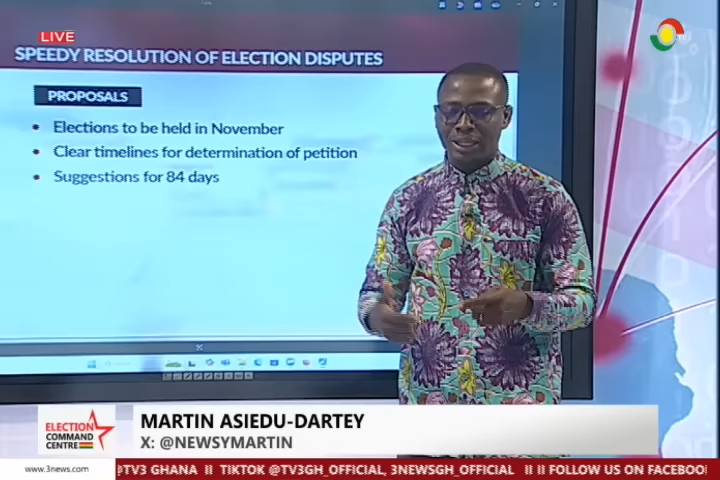 LIVE
TV3
SPEEDY RESOLUTION OF ELECTION DISPUTES
PROPOSALS
• Elections to be held in November
• Clear timelines for determination of petition
• Suggestions for 84 days
ELECTION
COMMAND
CENTRE
MARTIN ASIEDU-DARTEY
X: @NEWSYMARTIN
www.3news.com
@TV3 GHANA II TIKTOK @TV3GH_OFFICIAL, 3NEWSGH_OFFICIAL II II FOLLOW US ON FACEBOO